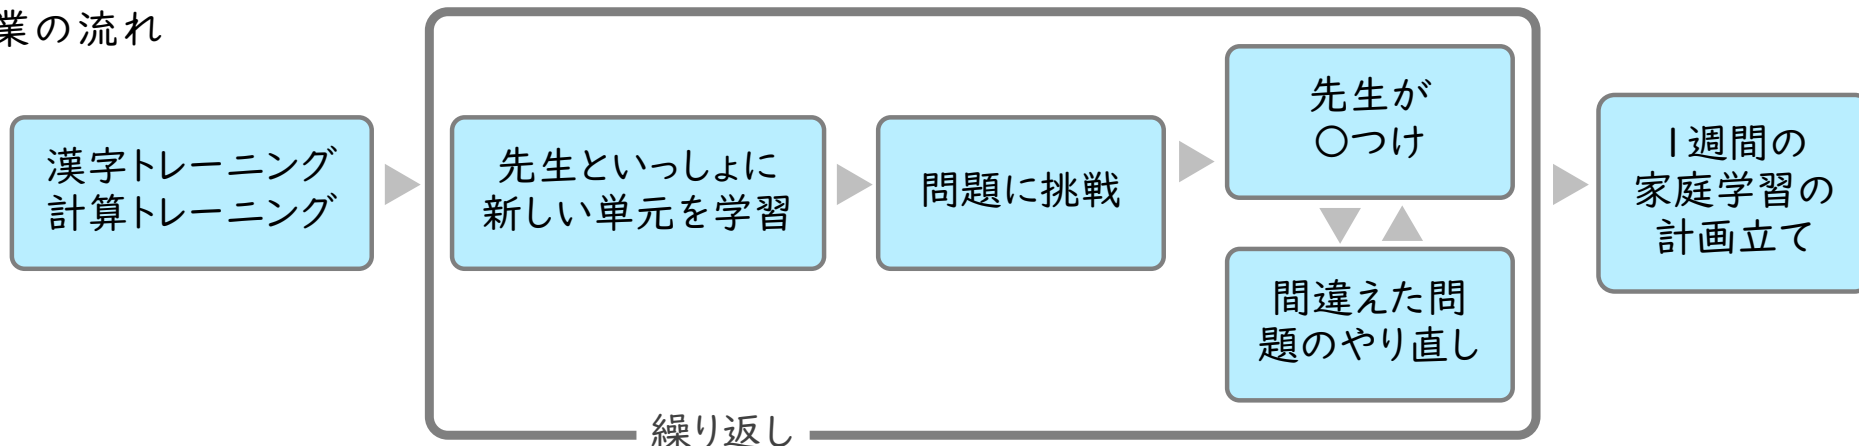 業の流れ
漢字トレーニング
計算トレーニング
先生といっしょに
新しい単元を学習
問題に挑戦
先生が
〇つけ
間違えた問
題のやり直し
繰り返し
1週間の
家庭学習の
計画立て